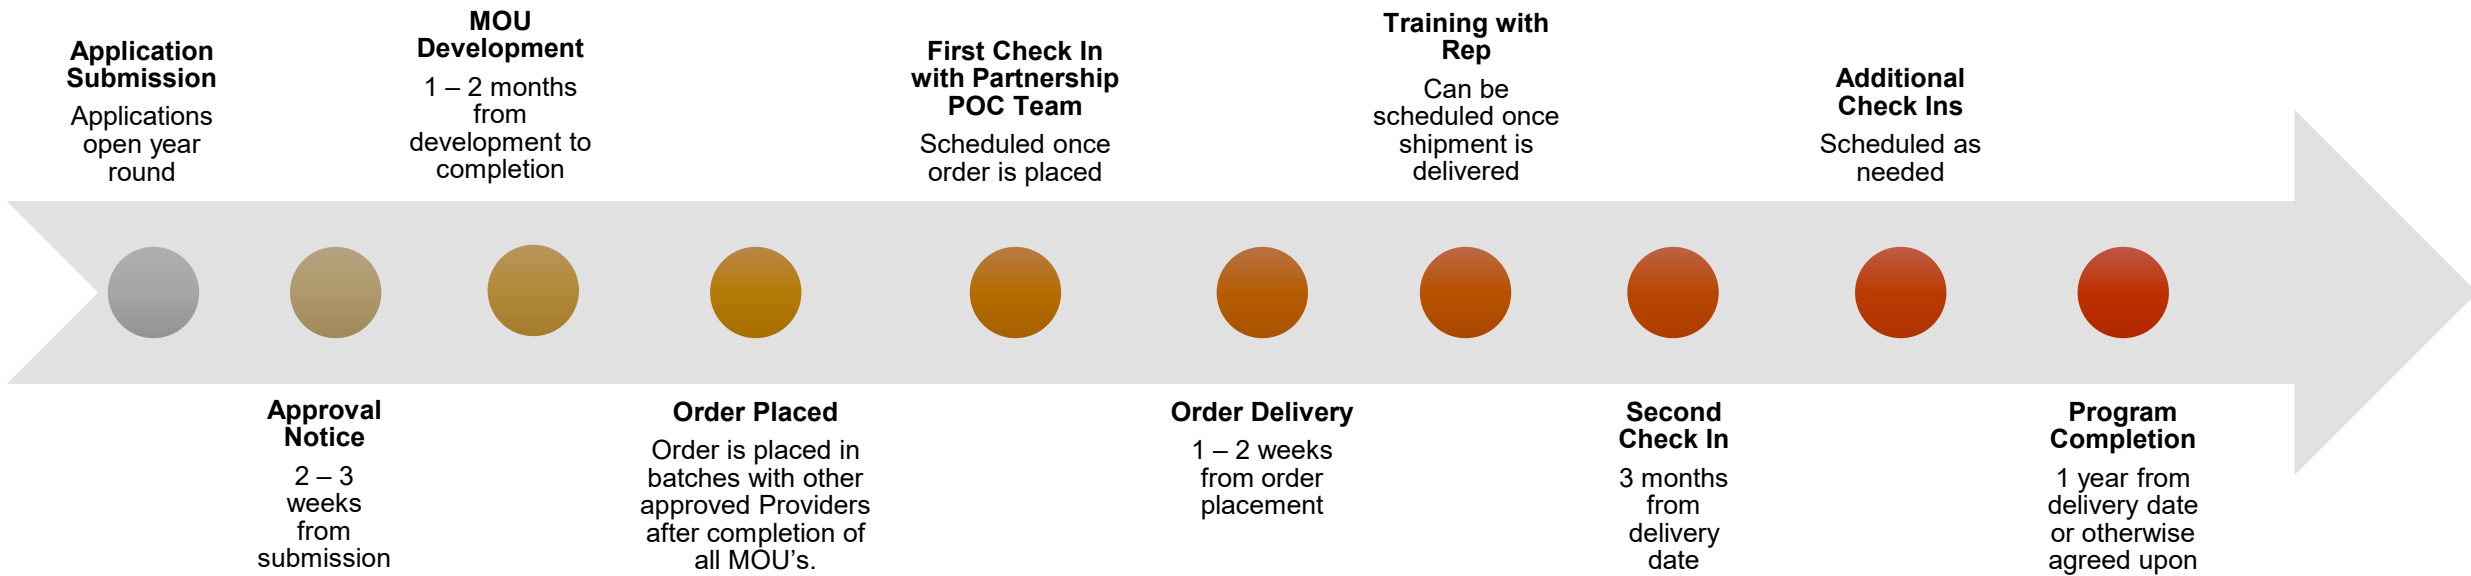 Application
Submission
Applications
open year
round
Approval
Notice
2 – 3
weeks
from
submission
MOU
Development
1 – 2 months
from
development to
completion
Order Placed
Order is placed in
batches with other
approved Providers
after completion of
all MOU's.
First Check In
with Partnership
POC Team
Scheduled once
order is placed
Order Delivery
1 – 2 weeks
from order
placement
Training with
Rep
Can be
scheduled once
shipment is
delivered
Second
Check In
3 months
from
delivery
date
Additional
Check Ins
Scheduled as
needed
Program
Completion
1 year from
delivery date
or otherwise
agreed upon